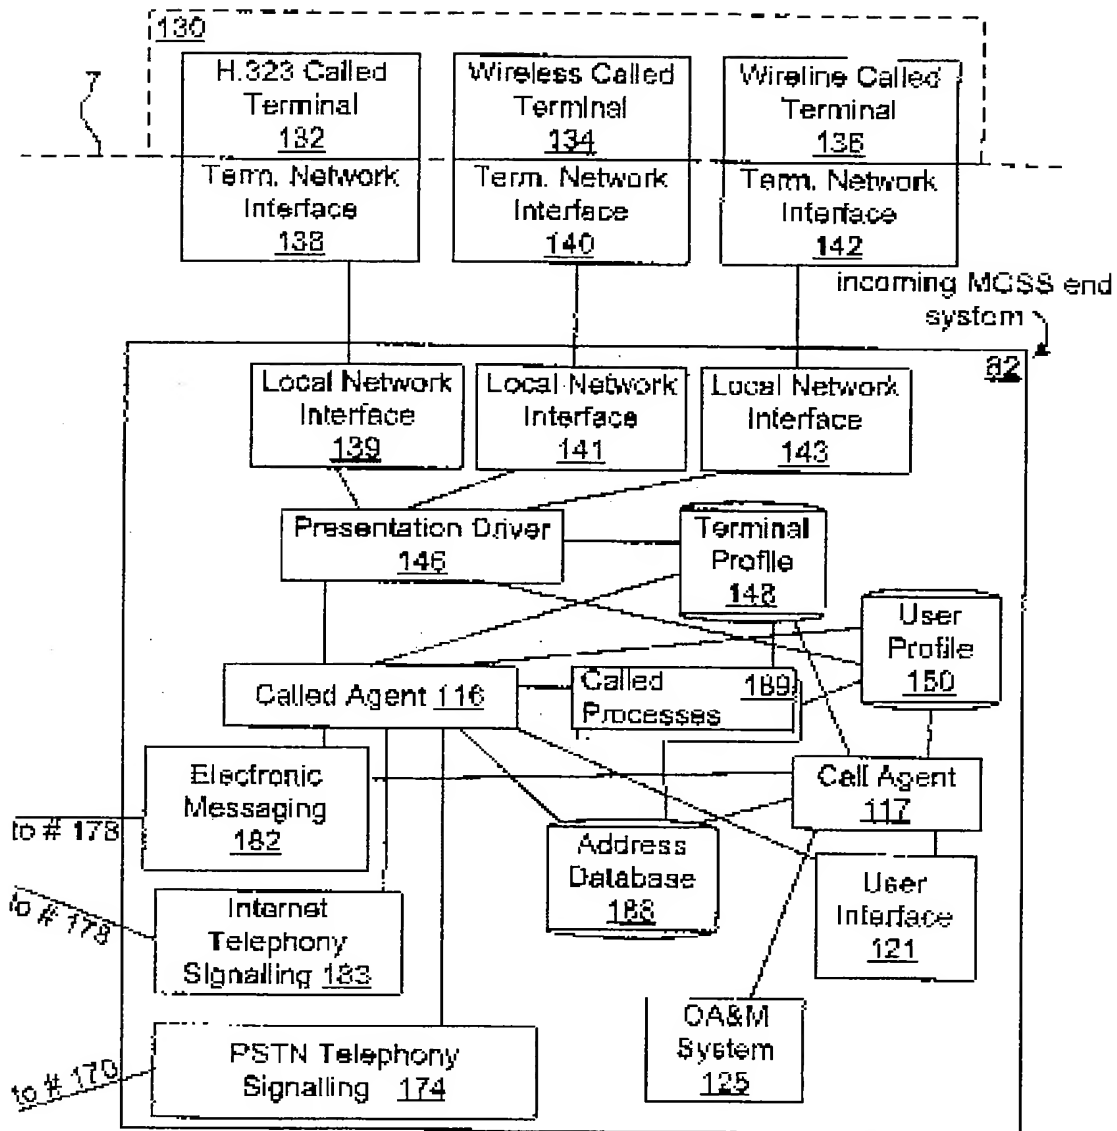 130
7
H.323 Called
Terminal
132
Wireless Called
Terminal
134
Wireline Called
Terminal
136
Term. Network
Interface
138
Term. Network
Interface
140
Term. Network
Interface
142
incoming MCSS end
system
82
Local Network
Interface
139
Local Network
Interface
141
Local Network
Interface
143
Presentation Driver
146
Terminal
Profile
148
User
Profile
150
Called Agent 116
189
Called
Processes
Electronic
Messaging
182
to # 178
Call Agent
117
Address
Database
188
Internet
Telephony
Signalling 183
to # 178
User
Interface
121
OA&M
System
125
PSTN Telephony
Signalling 174
to # 170